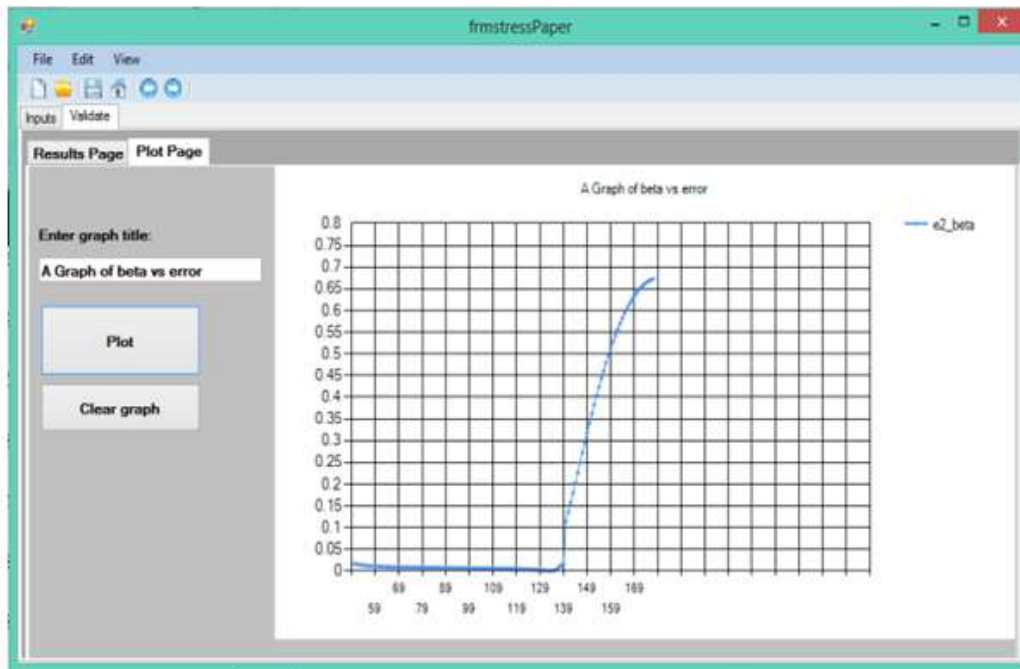 frmstressPaper
File Edit View
Inputs Validate
Results Page Plot Page
Enter graph title:
A Graph of beta vs error
Plot
Clear graph
A Graph of beta vs error
e2_beta
0.8
0.75
0.7
0.65
0.6
0.55
0.5
0.45
0.4
0.35
0.3
0.25
0.2
0.15
0.1
0.05
0
69 89 109 129 149 169
59 79 99 119 139 159